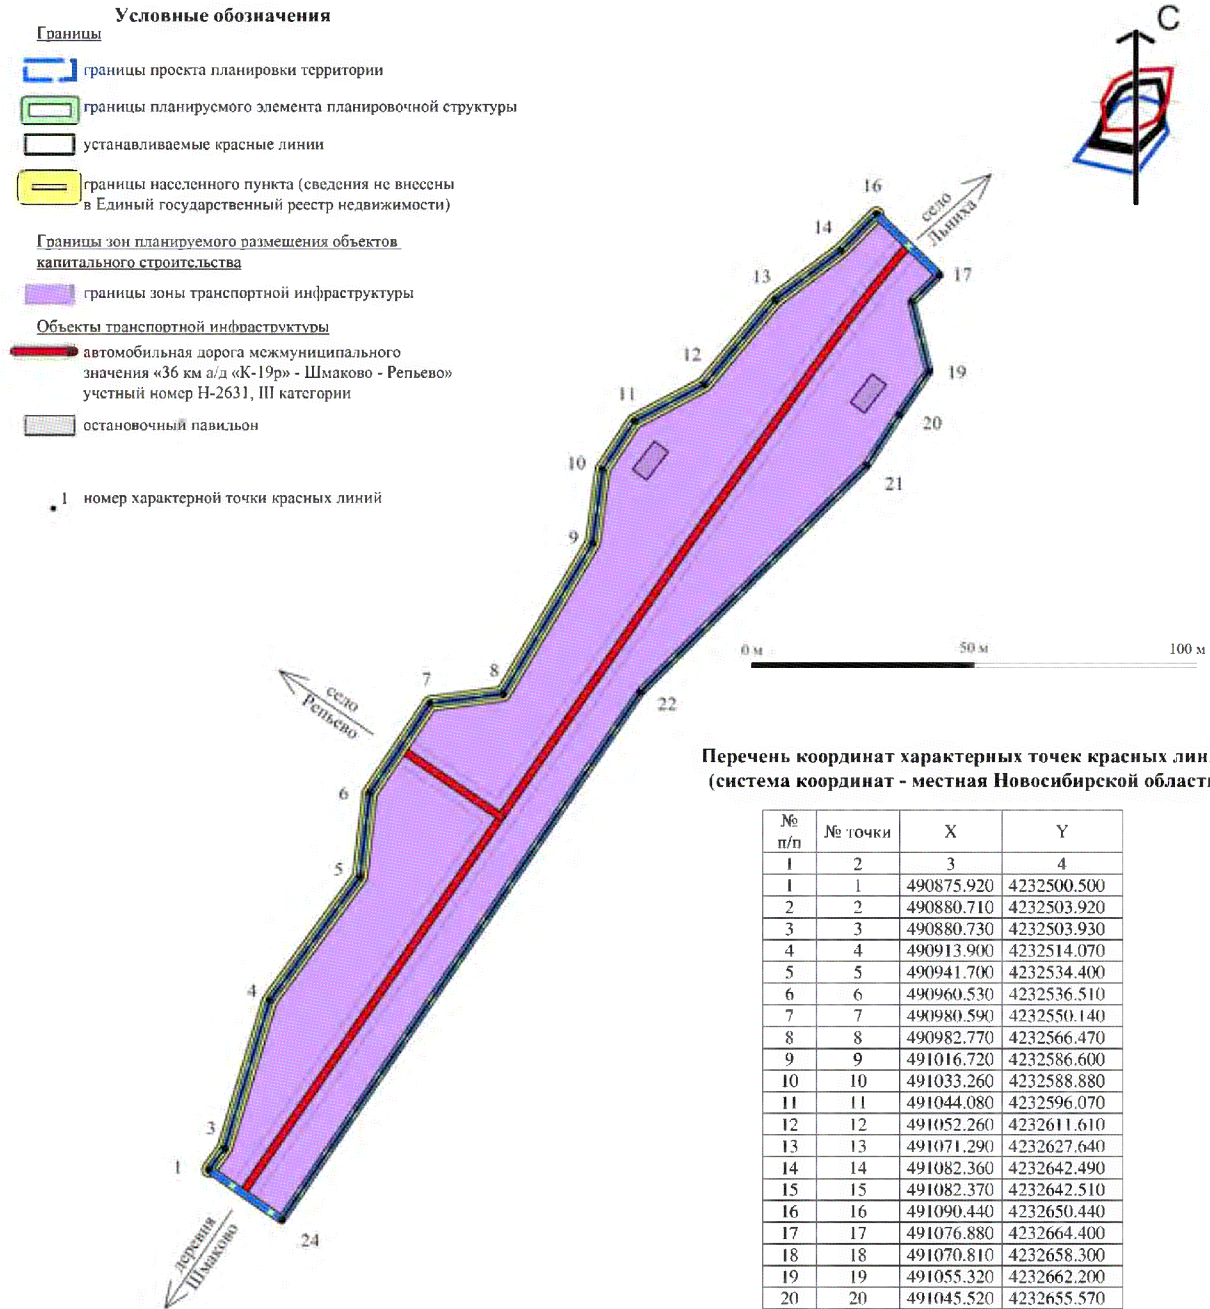 Условные обозначения
Границы
границы проекта планировки территории
границы планируемого элемента планировочной структуры
устанавливаемые красные линии
границы населенного пункта (сведения не внесены
в Единый государственный реестр недвижимости)
Границы зон планируемого размещения объектов
капитального строительства
границы зоны транспортной инфраструктуры
Объекты транспортной инфраструктуры
автомобильная дорога межмуниципального
значения «36 км а/д «К-19р» - Шмаково - Репьево»
учетный номер Н-2631, III категории
остановочный павильон
1 номер характерной точки красных линий
С
село
Льниха
16
14
17
13
12
19
11
20
10
21
9
0 м 50 м 100 м
8
7
село
Репьево
22
6
5
4
3
1
24
деревня
Шмаково
Перечень координат характерных точек красных лин
(система координат - местная Новосибирской област
№ п/п № точки X Y
1 2 3 4
1 1 490875.920 4232500.500
2 2 490880.710 4232503.920
3 3 490880.730 4232503.930
4 4 490913.900 4232514.070
5 5 490941.700 4232534.400
6 6 490960.530 4232536.510
7 7 490980.590 4232550.140
8 8 490982.770 4232566.470
9 9 491016.720 4232586.600
10 10 491033.260 4232588.880
11 11 491044.080 4232596.070
12 12 491052.260 4232611.610
13 13 491071.290 4232627.640
14 14 491082.360 4232642.490
15 15 491082.370 4232642.510
16 16 491090.440 4232650.440
17 17 491076.880 4232664.400
18 18 491070.810 4232658.300
19 19 491055.320 4232662.200
20 20 491045.520 4232655.570